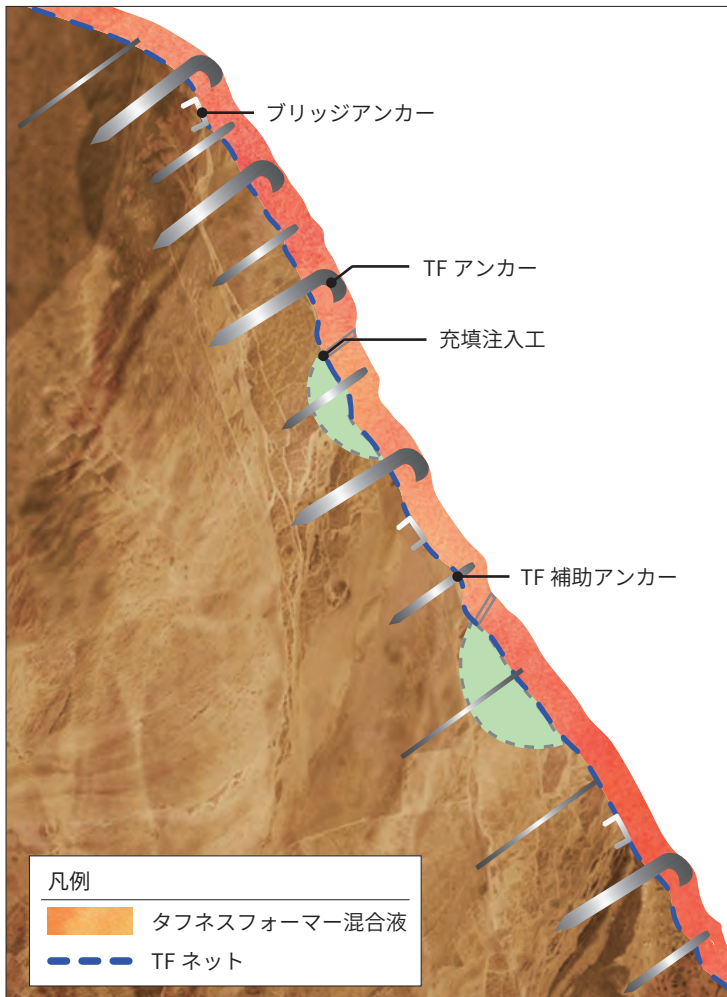 ブリッジアンカー
TF アンカー
充填注入工
TF 補助アンカー
凡例
タフネスフォーマー混合液
TF ネット